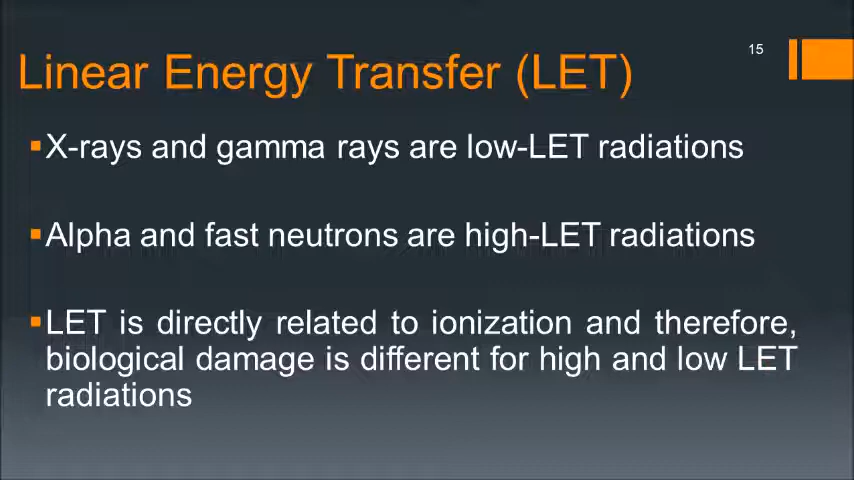 15
Linear Energy Transfer (LET)
▪X-rays and gamma rays are low-LET radiations
▪Alpha and fast neutrons are high-LET radiations
▪LET is directly related to ionization and therefore,
biological damage is different for high and low LET
radiations